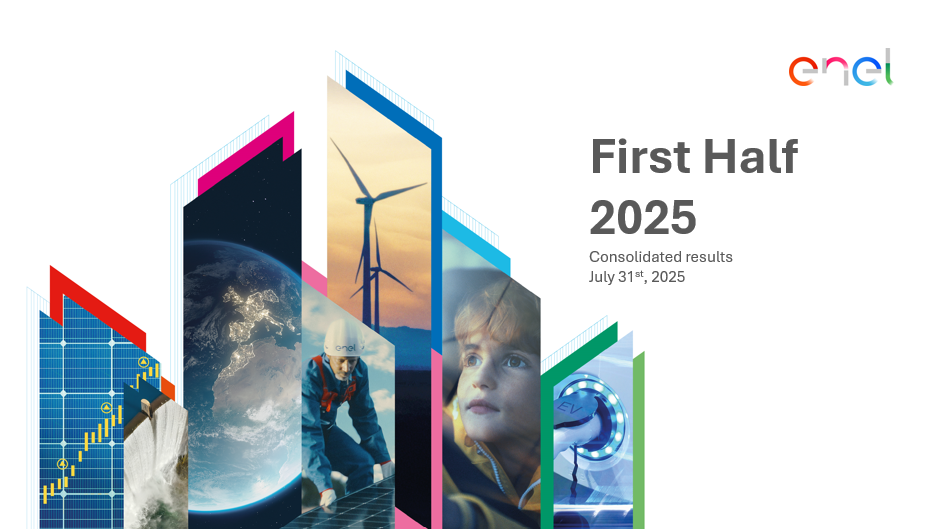 enel
First Half
2025
Consolidated results
July 31st, 2025
enel
EV